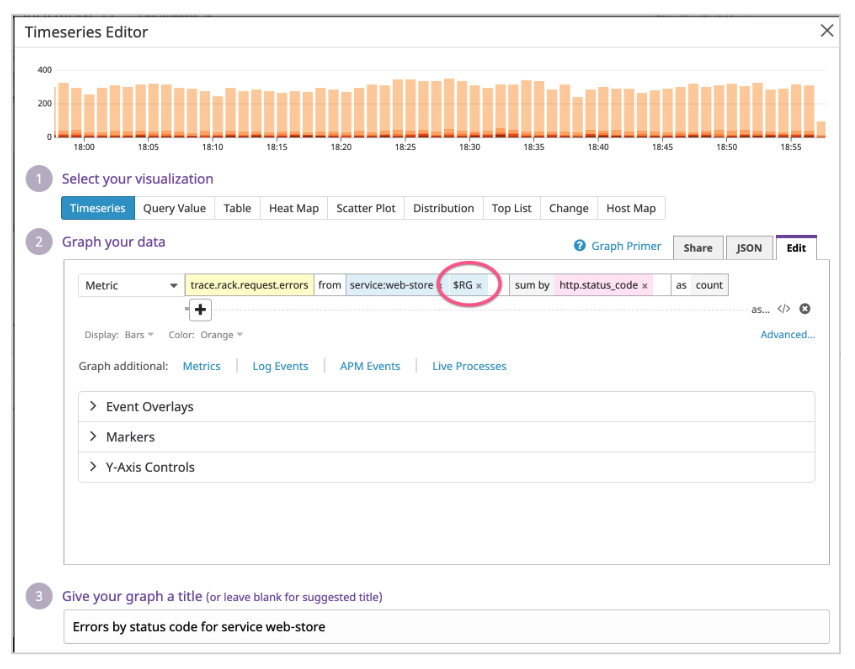 Timeseries Editor
400
200
0
18:00 18:05 18:10 18:15 18:20 18:25 18:30 18:35 18:40 18:45 18:50 18:55
1 Select your visualization
Timeseries Query Value Table Heat Map Scatter Plot Distribution Top List Change Host Map
2 Graph your data
? Graph Primer Share JSON Edit
Metric trace.rack.request.errors from service:web-store × $RG × sum by http.status_code × as count
+ as... </>
Display: Bars Color: Orange Advanced...
Graph additional: Metrics Log Events APM Events Live Processes
Event Overlays
Markers
Y-Axis Controls
3 Give your graph a title (or leave blank for suggested title)
Errors by status code for service web-store